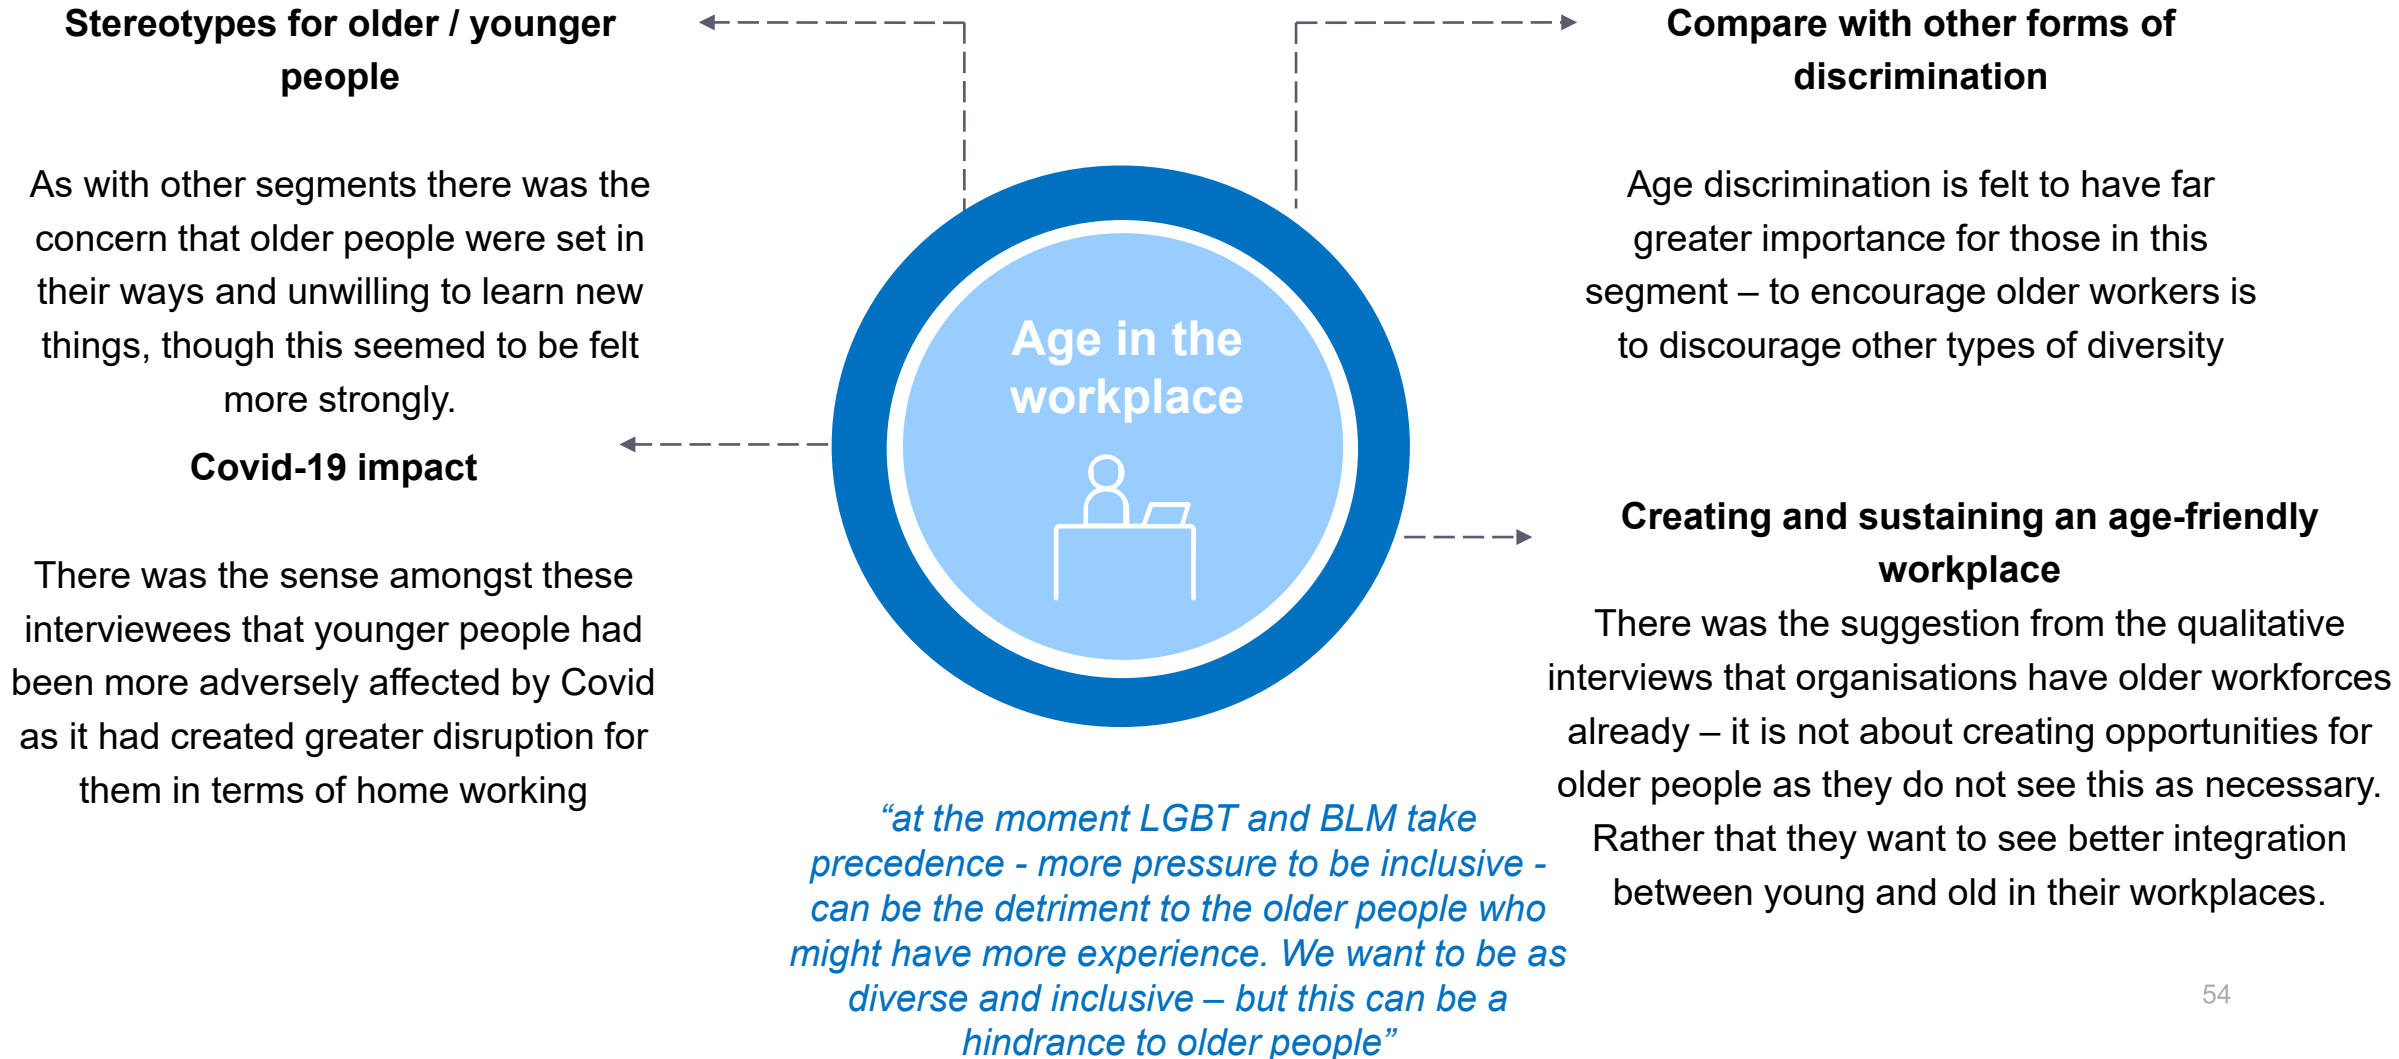 Stereotypes for older / younger
people
As with other segments there was the
concern that older people were set in
their ways and unwilling to learn new
things, though this seemed to be felt
more strongly.
Covid-19 impact
There was the sense amongst these
interviewees that younger people had
been more adversely affected by Covid
as it had created greater disruption for
them in terms of home working
Age in the
workplace
“at the moment LGBT and BLM take
precedence - more pressure to be inclusive -
can be the detriment to the older people who
might have more experience. We want to be as
diverse and inclusive – but this can be a
hindrance to older people”
Compare with other forms of
discrimination
Age discrimination is felt to have far
greater importance for those in this
segment – to encourage older workers is
to discourage other types of diversity
Creating and sustaining an age-friendly
workplace
There was the suggestion from the qualitative
interviews that organisations have older workforces
already – it is not about creating opportunities for
older people as they do not see this as necessary.
Rather that they want to see better integration
between young and old in their workplaces.
54